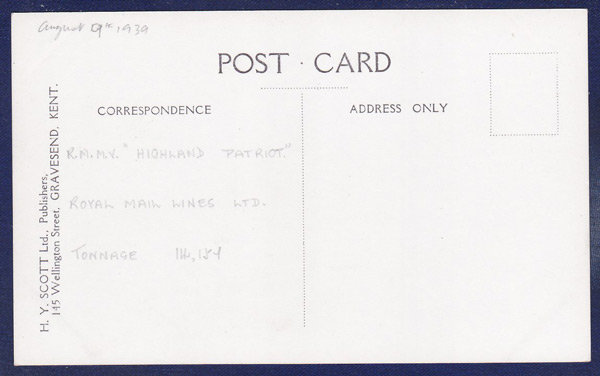 August 9th 1939
POST · CARD
CORRESPONDENCE
ADDRESS ONLY
R.M.M.V. "HIGHLAND PATRIOT."
ROYAL MAIL LINES LTD.
TONNAGE 14,157
H. Y. SCOTT Ltd., Publishers,
145 Wellington Street, GRAVESEND, KENT.